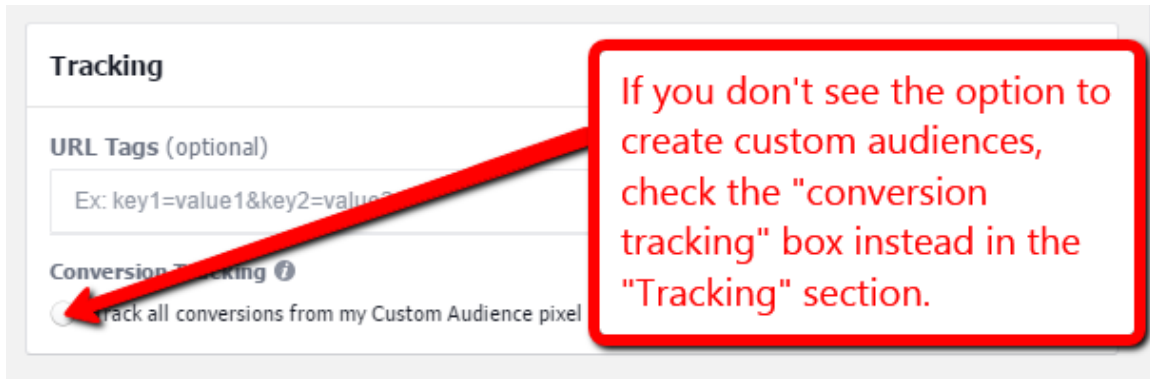 Tracking
URL Tags (optional)
Ex: key1=value1&key2=value2
Conversion Tracking
Track all conversions from my Custom Audience pixel
If you don't see the option to
create custom audiences,
check the "conversion
tracking" box instead in the
"Tracking" section.